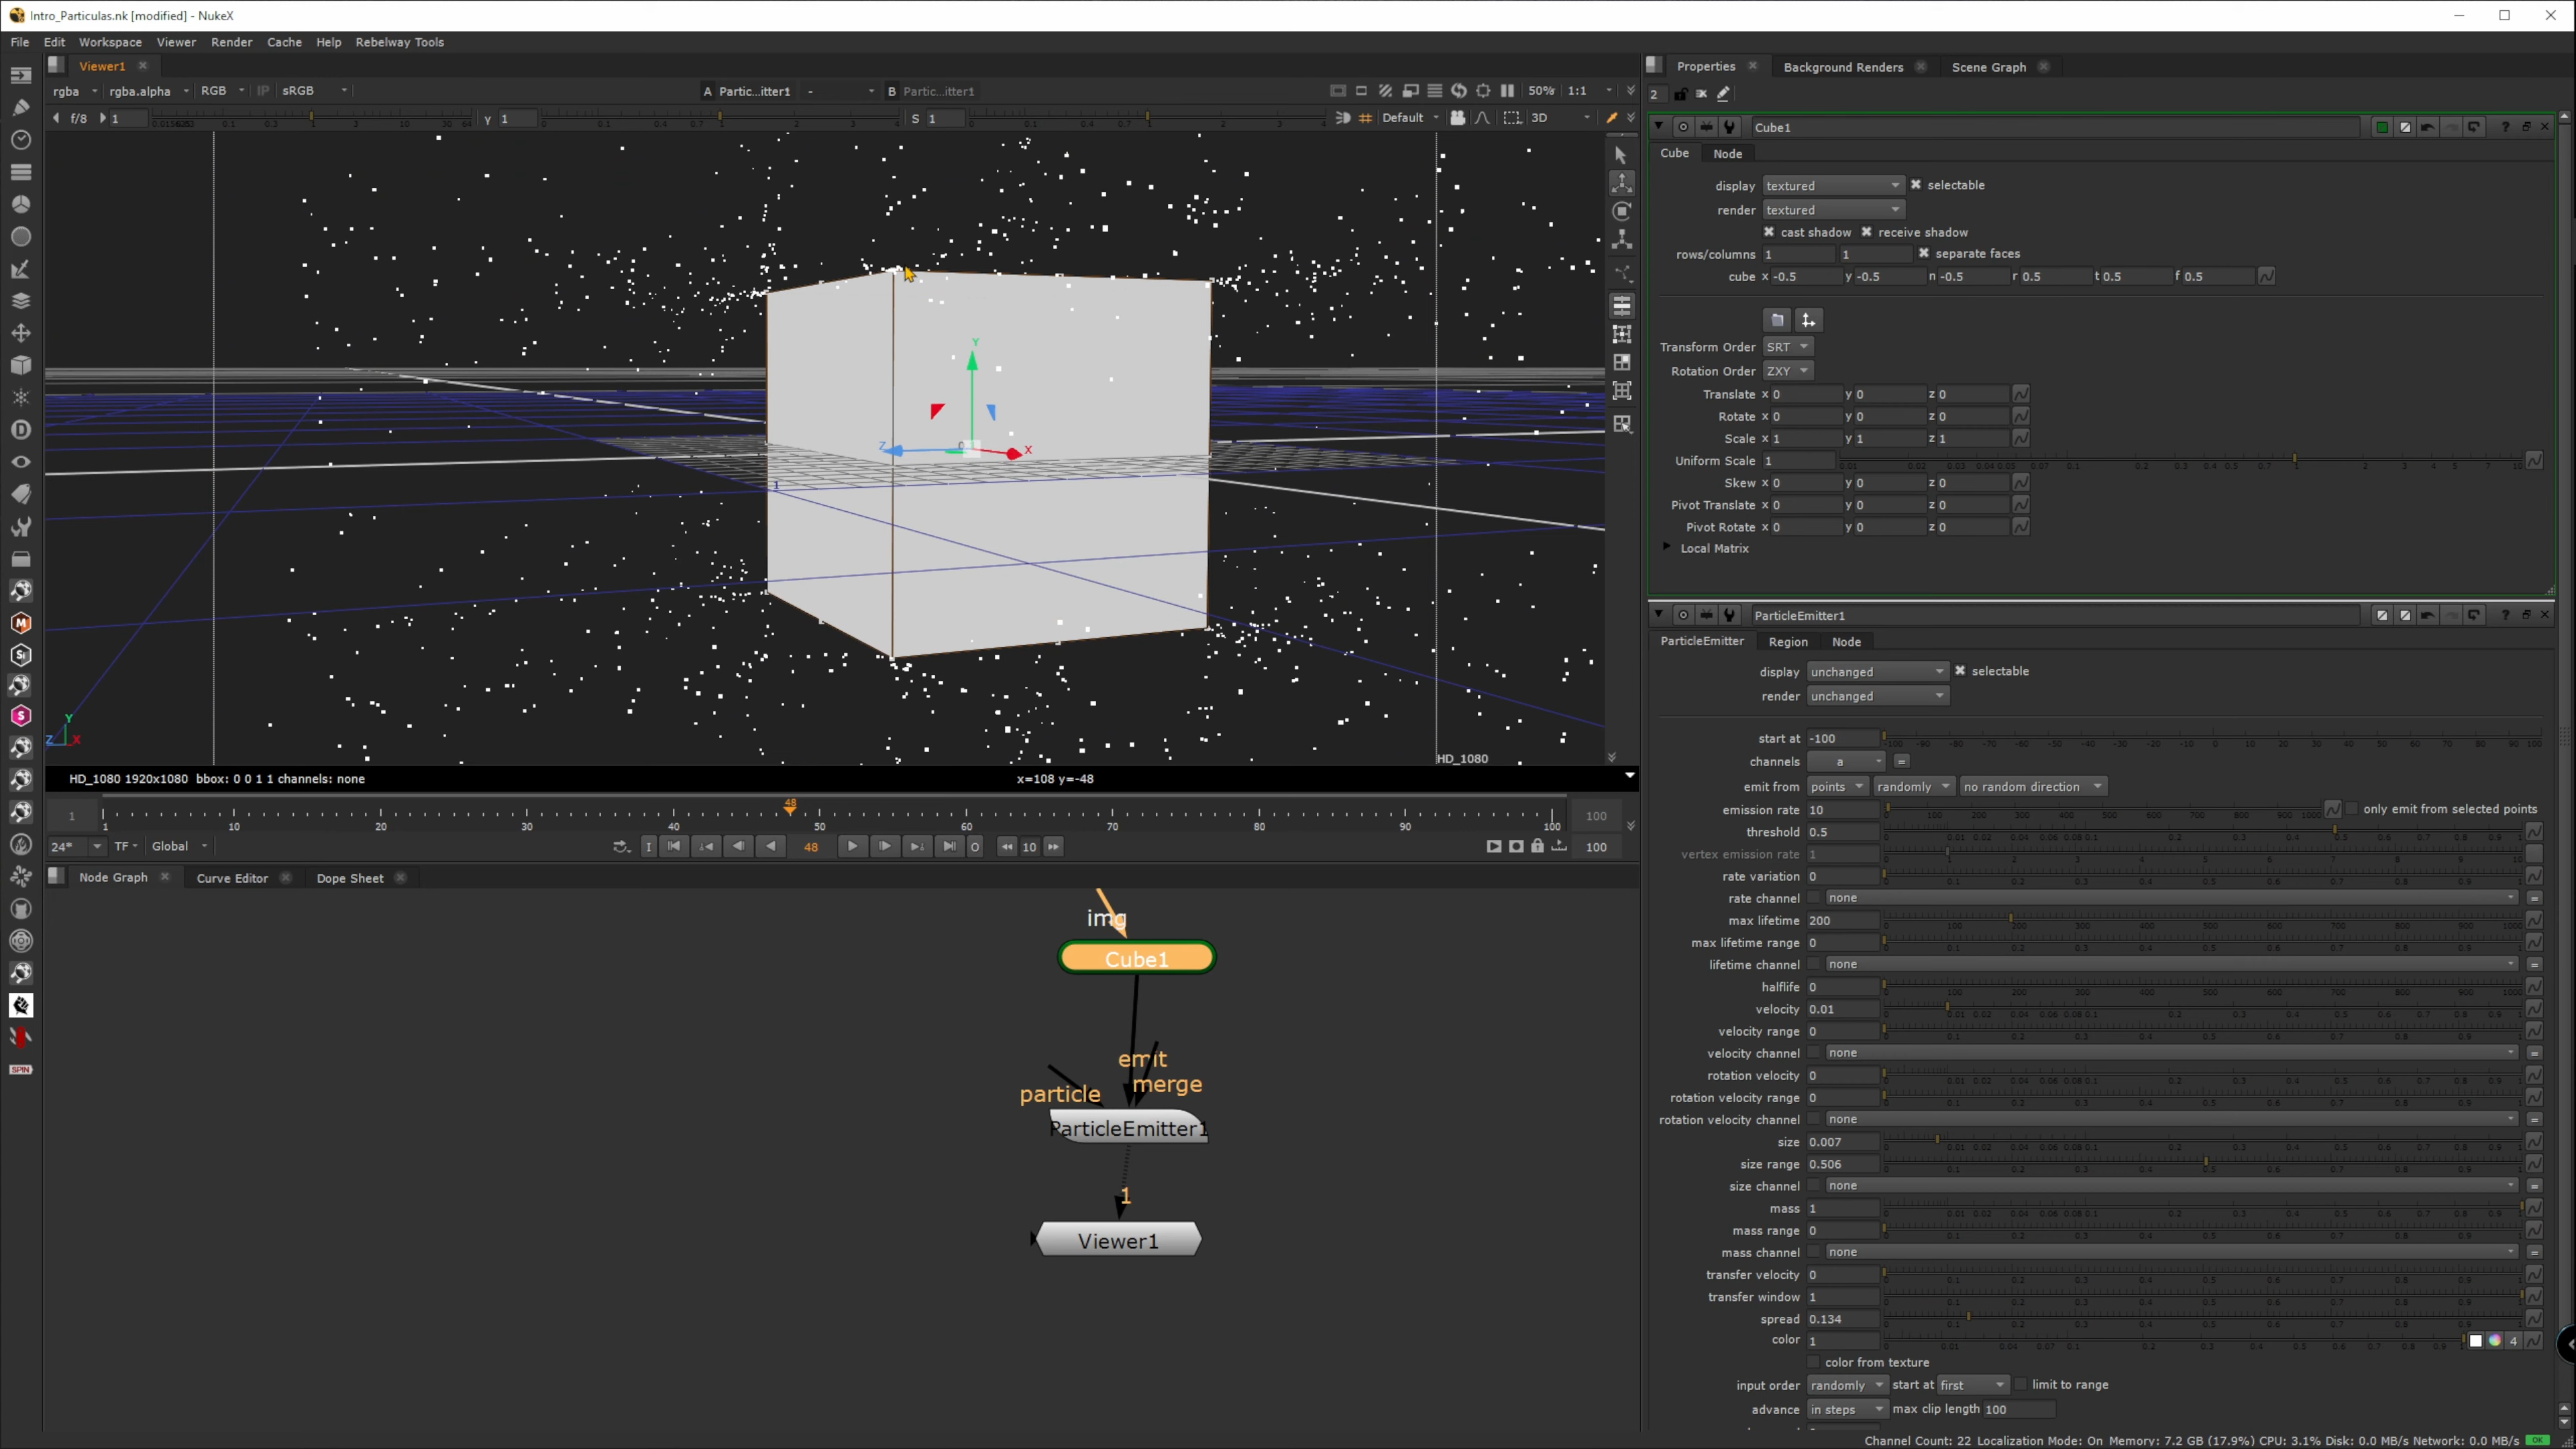 Intro_Particulas.nk [modified] - NukeX
File Edit Workspace Viewer Render Cache Help Rebelway Tools
Viewer1
rgba rgba.alpha RGB IP sRGB A Partic...itter1 - B Partic...itter1 50% 1:1
f/8 1 Y 1 S 1 Default 3D
Y
Z X
1
Y
Z X
HD_1080
HD_1080 1920x1080 bbox: 0 0 1 1 channels: none x=108 y=-48
48
1 100
1 10 20 30 40 50 60 70 80 90 100
24* TF Global I 48 O 10 100
Node Graph Curve Editor Dope Sheet
img
Cube1
emit
merge
particle
ParticleEmitter1
1
Viewer1
SPIN
Properties Background Renders Scene Graph
2
Cube1
Cube Node
display textured selectable
render textured
cast shadow receive shadow
rows/columns 1 1 separate faces
cube x -0.5 y -0.5 n -0.5 r 0.5 t 0.5 f 0.5
Transform Order SRT
Rotation Order ZXY
Translate x 0 y 0 z 0
Rotate x 0 y 0 z 0
Scale x 1 y 1 z 1
Uniform Scale 1
Skew x 0 y 0 z 0
Pivot Translate x 0 y 0 z 0
Pivot Rotate x 0 y 0 z 0
Local Matrix
ParticleEmitter1
ParticleEmitter Region Node
display unchanged selectable
render unchanged
start at -100
channels a =
emit from points randomly no random direction
emission rate 10 only emit from selected points
threshold 0.5
vertex emission rate 1
rate variation 0
rate channel none =
max lifetime 200
max lifetime range 0
lifetime channel none =
halflife 0
velocity 0.01
velocity range 0
velocity channel none =
rotation velocity 0
rotation velocity range 0
rotation velocity channel none =
size 0.007
size range 0.506
size channel none =
mass 1
mass range 0
mass channel none =
transfer velocity 0
transfer window 1
spread 0.134
color 1 4
color from texture
input order randomly start at first limit to range
advance in steps max clip length 100
Channel Count: 22 Localization Mode: On Memory: 7.2 GB (17.9%) CPU: 3.1% Disk: 0.0 MB/s Network: 0.0 MB/s OK